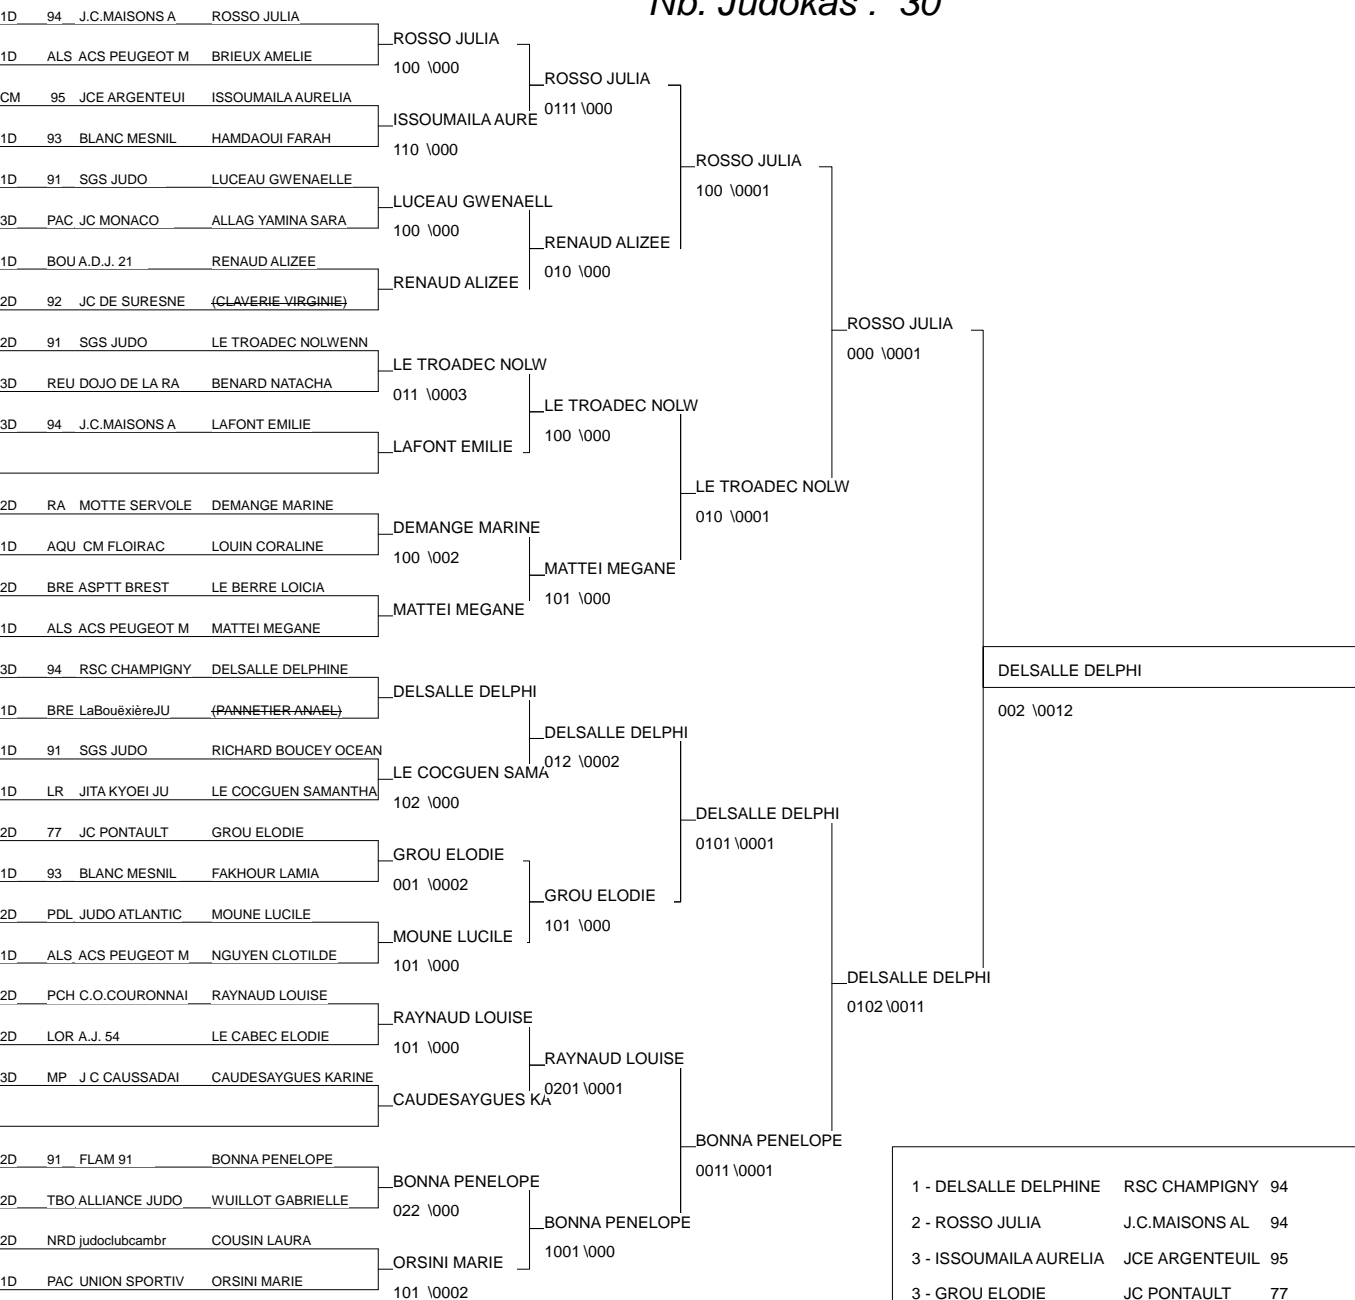 Nb. Judokas : 30
1D 94 J.C.MAISONS A ROSSO JULIA
ROSSO JULIA
1D ALS ACS PEUGEOT M BRIEUX AMELIE
100 \000
ROSSO JULIA
CM 95 JCE ARGENTEUI ISSOUMAILA AURELIA
0111 \000
ISSOUMAILA AURE
1D 93 BLANC MESNIL HAMDAOUI FARAH
110 \000
ROSSO JULIA
1D 91 SGS JUDO LUCEAU GWENAELLE
100 \0001
LUCEAU GWENAELL
3D PAC JC MONACO ALLAG YAMINA SARA
100 \000
RENAUD ALIZEE
1D BOU A.D.J. 21 RENAUD ALIZEE
010 \000
RENAUD ALIZEE
2D 92 JC DE SURESNE (CLAVERIE VIRGINIE)
ROSSO JULIA
2D 91 SGS JUDO LE TROADEC NOLWENN
000 \0001
LE TROADEC NOLW
3D REU DOJO DE LA RA BENARD NATACHA
011 \0003
LE TROADEC NOLW
3D 94 J.C.MAISONS A LAFONT EMILIE
100 \000
LAFONT EMILIE
LE TROADEC NOLW
2D RA MOTTE SERVOLE DEMANGE MARINE
010 \0001
DEMANGE MARINE
1D AQU CM FLOIRAC LOUIN CORALINE
100 \002
MATTEI MEGANE
2D BRE ASPTT BREST LE BERRE LOICIA
101 \000
MATTEI MEGANE
1D ALS ACS PEUGEOT M MATTEI MEGANE
3D 94 RSC CHAMPIGNY DELSALLE DELPHINE
DELSALLE DELPHI
DELSALLE DELPHI
1D BRE LaBouëxièreJU (PANNETIER ANAEL)
002 \0012
DELSALLE DELPHI
1D 91 SGS JUDO RICHARD BOUCEY OCEAN
012 \0002
LE COCGUEN SAMA
1D LR JITA KYOEI JU LE COCGUEN SAMANTHA
102 \000
DELSALLE DELPHI
2D 77 JC PONTAULT GROU ELODIE
0101 \0001
GROU ELODIE
1D 93 BLANC MESNIL FAKHOUR LAMIA
001 \0002
GROU ELODIE
2D PDL JUDO ATLANTIC MOUNE LUCILE
101 \000
MOUNE LUCILE
1D ALS ACS PEUGEOT M NGUYEN CLOTILDE
101 \000
DELSALLE DELPHI
2D PCH C.O.COURONNAI RAYNAUD LOUISE
0102 \0011
RAYNAUD LOUISE
2D LOR A.J. 54 LE CABEC ELODIE
101 \000
RAYNAUD LOUISE
3D MP J C CAUSSADAI CAUDESAYGUES KARINE
0201 \0001
CAUDESAYGUES KA
BONNA PENELOPE
2D 91 FLAM 91 BONNA PENELOPE
0011 \0001
BONNA PENELOPE
1 - DELSALLE DELPHINE RSC CHAMPIGNY 94
2D TBO ALLIANCE JUDO WUILLOT GABRIELLE
022 \000
BONNA PENELOPE
2 - ROSSO JULIA J.C.MAISONS AL 94
2D NRD judoclubcambr COUSIN LAURA
1001 \000
3 - ISSOUMAILA AURELIA JCE ARGENTEUIL 95
ORSINI MARIE
1D PAC UNION SPORTIV ORSINI MARIE
101 \0002
3 - GROU ELODIE JC PONTAULT 77